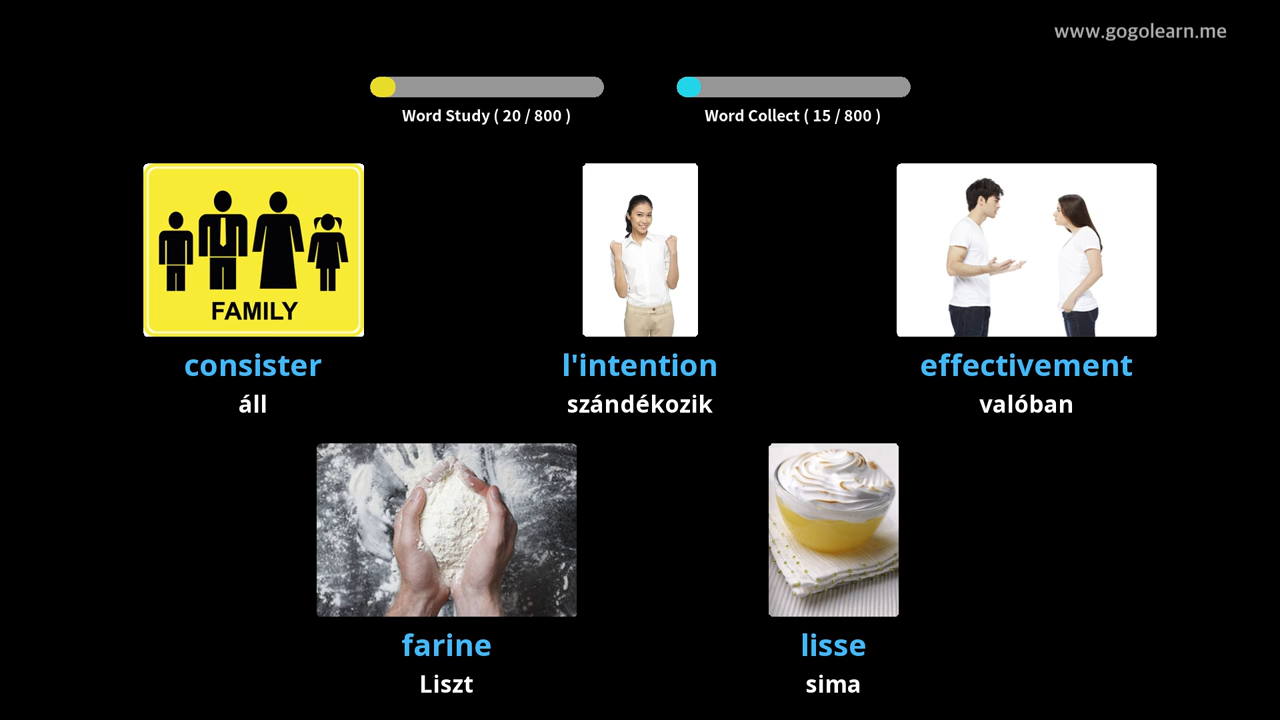 www.gogolearn.me
Word Study ( 20 / 800 )
Word Collect ( 15 / 800 )
FAMILY
consister
áll
l'intention
szándékozik
effectivement
valóban
farine
Liszt
lisse
sima